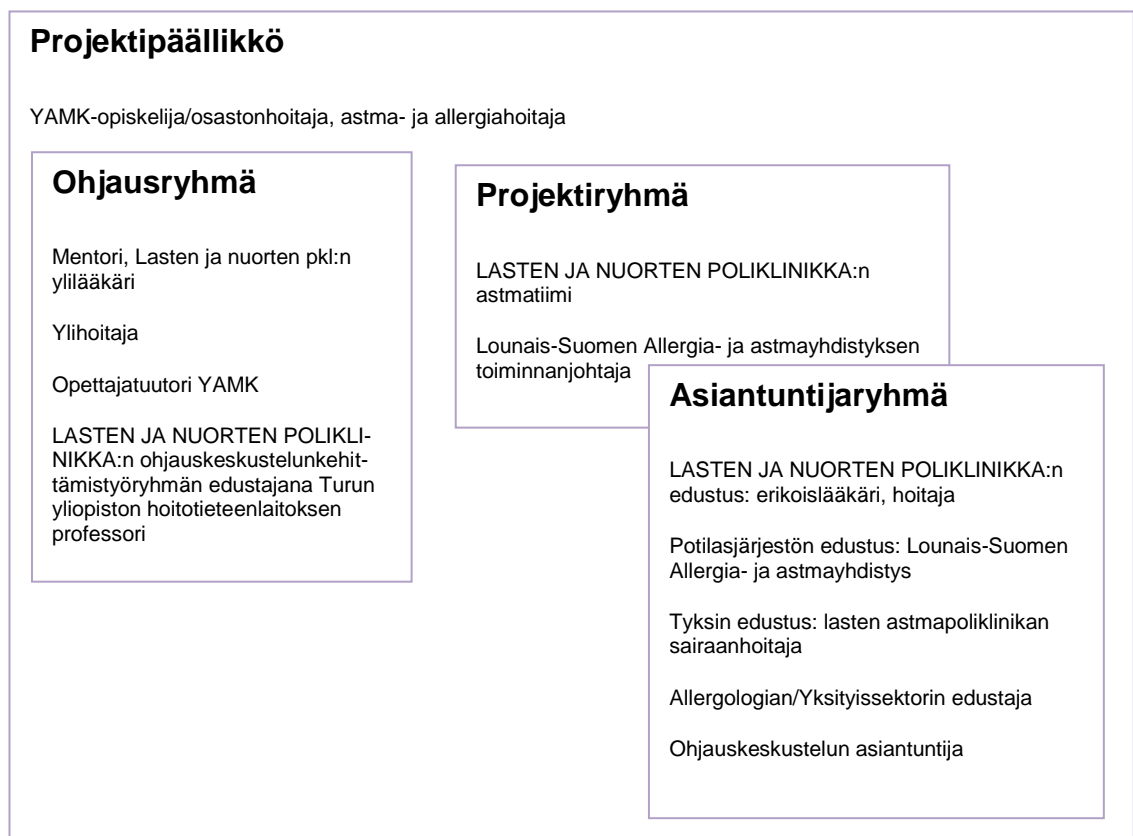 Projektipäällikkö
YAMK-opiskelija/osastonhoitaja, astma- ja allergiahoitaja
Ohjausryhmä
Mentori, Lasten ja nuorten pkl:n
ylilääkäri
Ylihoitaja
Opettajatuutori YAMK
LASTEN JA NUORTEN POLIKLI-
NIKKA:n ohjauskeskustelunkehit-
tämistyöryhmän edustajana Turun
yliopiston hoitotieteenlaitoksen
professori
Projektiryhmä
LASTEN JA NUORTEN POLIKLINIKKA:n
astmatiimi
Lounais-Suomen Allergia- ja astmayhdistyksen
toiminnanjohtaja
Asiantuntijaryhmä
LASTEN JA NUORTEN POLIKLINIKKA:n
edustus: erikoislääkäri, hoitaja
Potilasjärjestön edustus: Lounais-Suomen
Allergia- ja astmayhdistys
Tyksin edustus: lasten astmapoliklinikan
sairaanhoitaja
Allergologian/Yksityissektorin edustaja
Ohjauskeskustelun asiantuntija